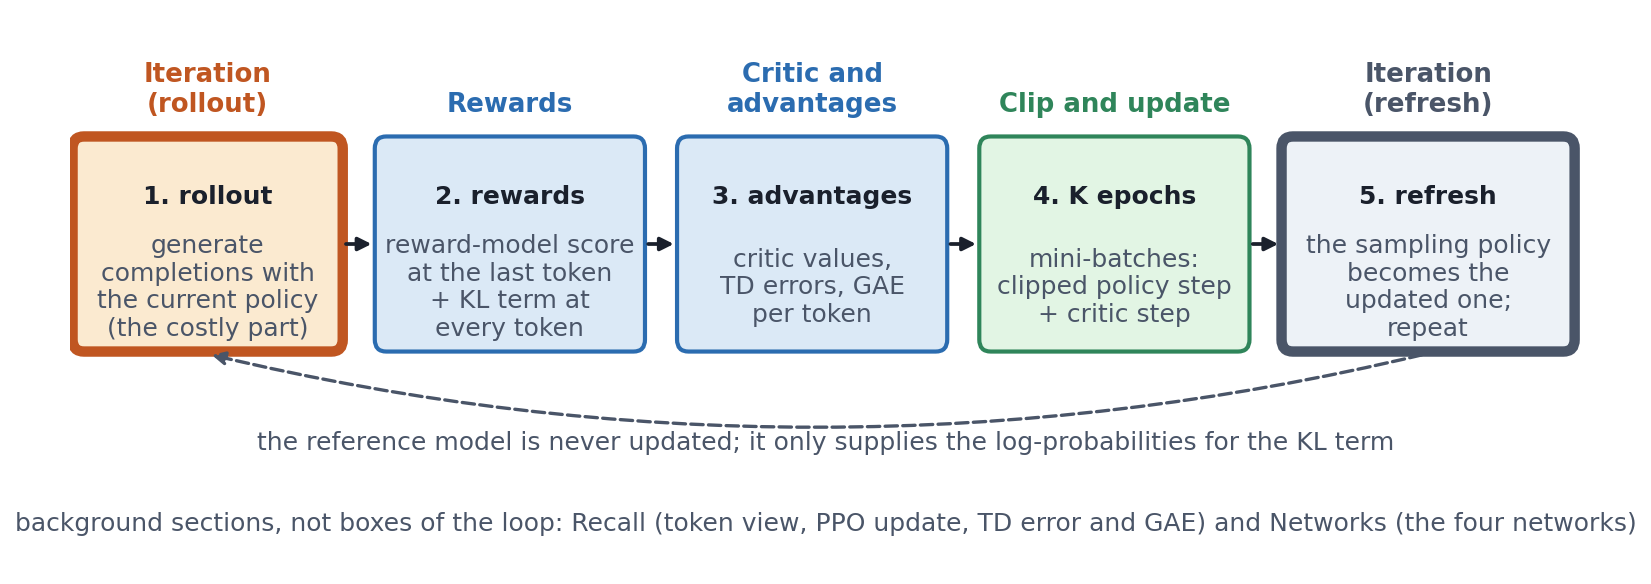 Iteration
(rollout)
Rewards
Critic and
advantages
Clip and update
Iteration
(refresh)
1. rollout
generate
completions with
the current policy
(the costly part)
2. rewards
reward-model score
at the last token
+ KL term at
every token
3. advantages
critic values,
TD errors, GAE
per token
4. K epochs
mini-batches:
clipped policy step
+ critic step
5. refresh
the sampling policy
becomes the
updated one;
repeat
the reference model is never updated; it only supplies the log-probabilities for the KL term
background sections, not boxes of the loop: Recall (token view, PPO update, TD error and GAE) and Networks (the four networks)